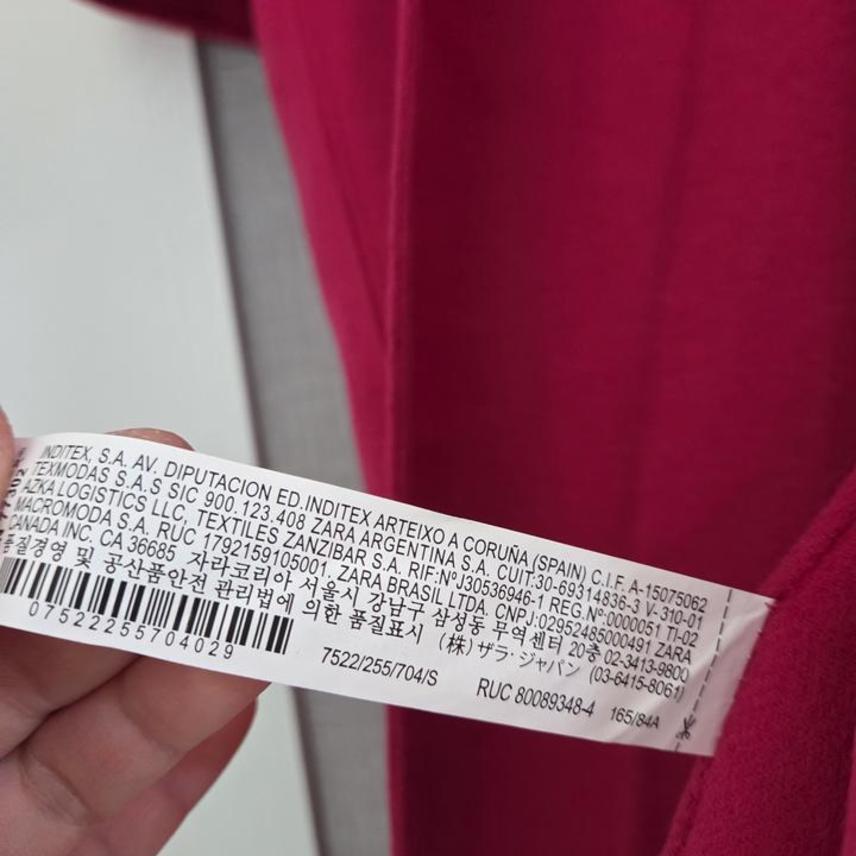 INDITEX, S.A. AV. DIPUTACION ED.INDITEX ARTEIXO A CORUÑA (SPAIN) C.I.F. A-15075062
TEXMODAS S.A.S SIC 900.123.408 ZARA ARGENTINA S.A. CUIT:30-69314836-3 V-310-01
AZKA LOGISTICS LLC, TEXTILES ZANZIBAR S.A. RIF:NºJ30536946-1 REG.Nº:0000051 TI-02
MACROMODA S.A. RUC 1792159105001. ZARA BRASIL LTDA. CNPJ:02952485000491 ZARA
CANADA INC. CA 36685 자라코리아 서울시 강남구 삼성동 무역센터 20층 02-3413-9800
품질경영 및 공산품안전 관리법에 의한 품질표시 (株) ザラ・ジャパン (03-6415-8061)
07522255704029
7522/255/704/S
RUC 80089348-4
165/84A